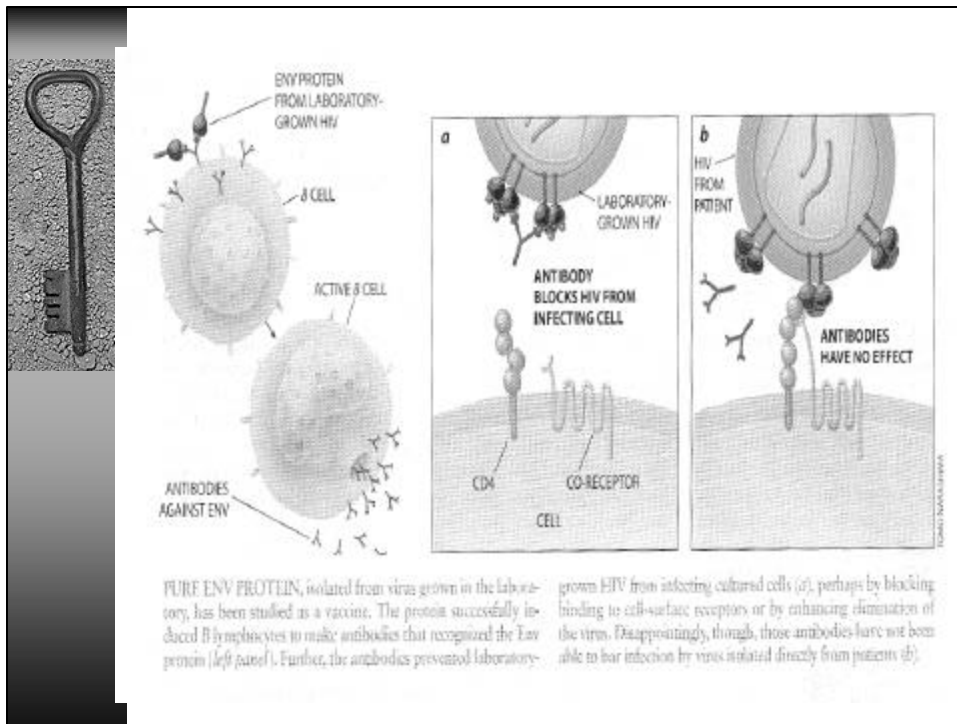 ENV PROTEIN
FROM LABORATORY-
GROWN HIV
B CELL
ACTIVE B CELL
ANTIBODIES
AGAINST ENV
a
LABORATORY-
GROWN HIV
ANTIBODY
BLOCKS HIV FROM
INFECTING CELL
CD4
CO-RECEPTOR
CELL
b
HIV
FROM
PATIENT
ANTIBODIES
HAVE NO EFFECT
TOMO NARASHIMA
PURE ENV PROTEIN, isolated from virus grown in the labora-
tory, has been studied as a vaccine. The protein successfully in-
duced B lymphocytes to make antibodies that recognized the Env
protein (left panel). Further, the antibodies prevented laboratory-
grown HIV from infecting cultured cells (a), perhaps by blocking
binding to cell-surface receptors or by enhancing elimination of
the virus. Disappointingly, though, those antibodies have not been
able to bar infection by virus isolated directly from patients (b).